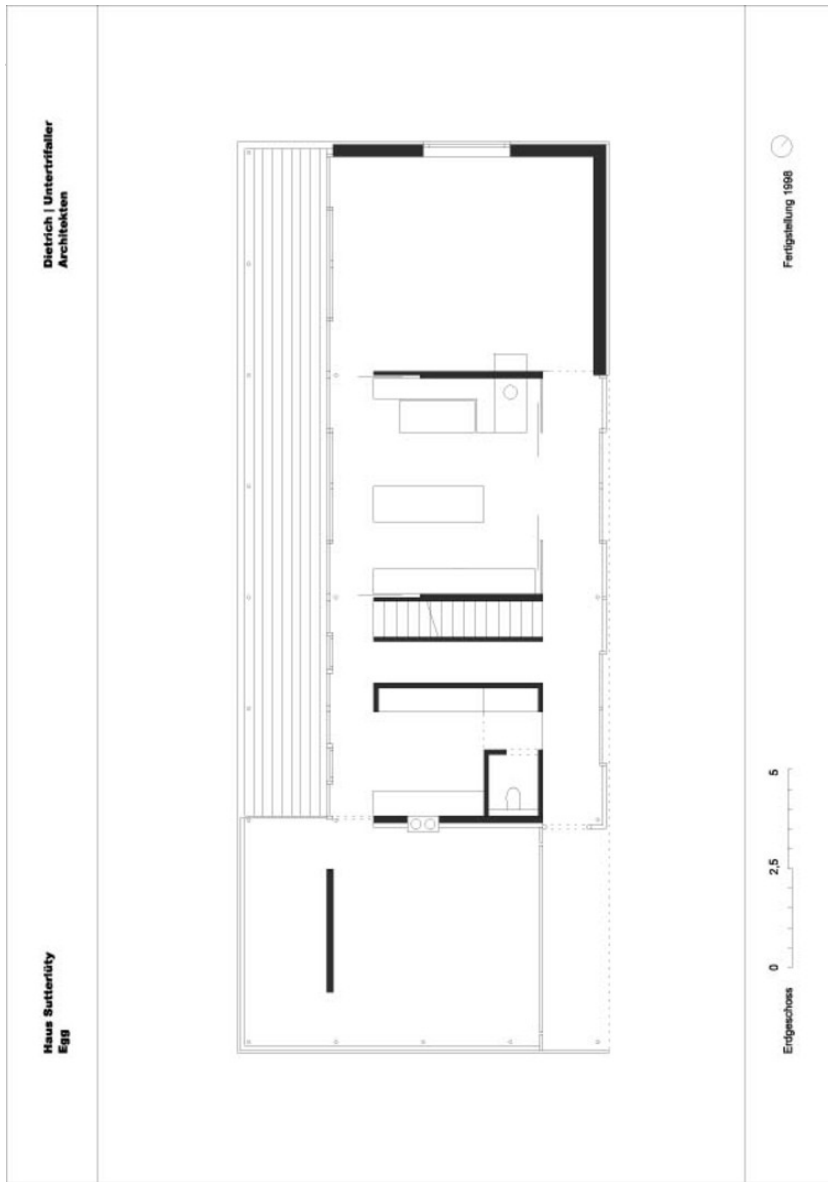 Haus Sutterlüty
Egg
Dietrich | Untertrifaller
Architekten
Erdgeschoss
0
2,5
5
Fertigstellung 1998